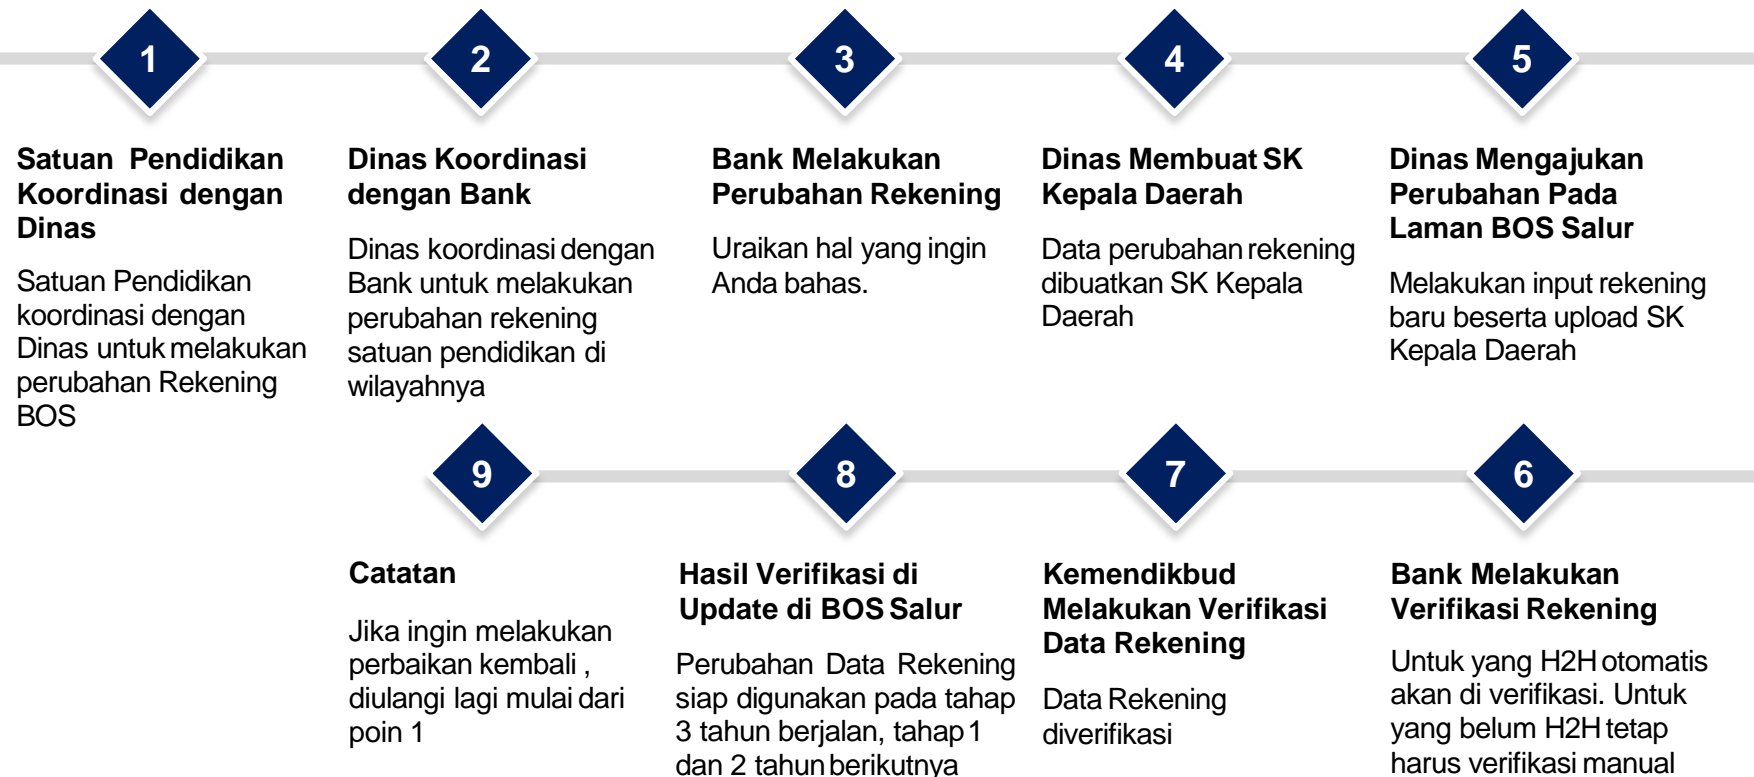 1
Satuan Pendidikan
Koordinasi dengan
Dinas
Satuan Pendidikan
koordinasi dengan
Dinas untuk melakukan
perubahan Rekening
BOS
2
Dinas Koordinasi
dengan Bank
Dinas koordinasi dengan
Bank untuk melakukan
perubahan rekening
satuan pendidikan di
wilayahnya
3
Bank Melakukan
Perubahan Rekening
Uraikan hal yang ingin
Anda bahas.
4
Dinas Membuat SK
Kepala Daerah
Data perubahan rekening
dibuatkan SK Kepala
Daerah
5
Dinas Mengajukan
Perubahan Pada
Laman BOS Salur
Melakukan input rekening
baru beserta upload SK
Kepala Daerah
6
Bank Melakukan
Verifikasi Rekening
Untuk yang H2H otomatis
akan di verifikasi. Untuk
yang belum H2H tetap
harus verifikasi manual
7
Kemendikbud
Melakukan Verifikasi
Data Rekening
Data Rekening
diverifikasi
8
Hasil Verifikasi di
Update di BOS Salur
Perubahan Data Rekening
siap digunakan pada tahap
3 tahun berjalan, tahap 1
dan 2 tahun berikutnya
9
Catatan
Jika ingin melakukan
perbaikan kembali ,
diulangi lagi mulai dari
poin 1